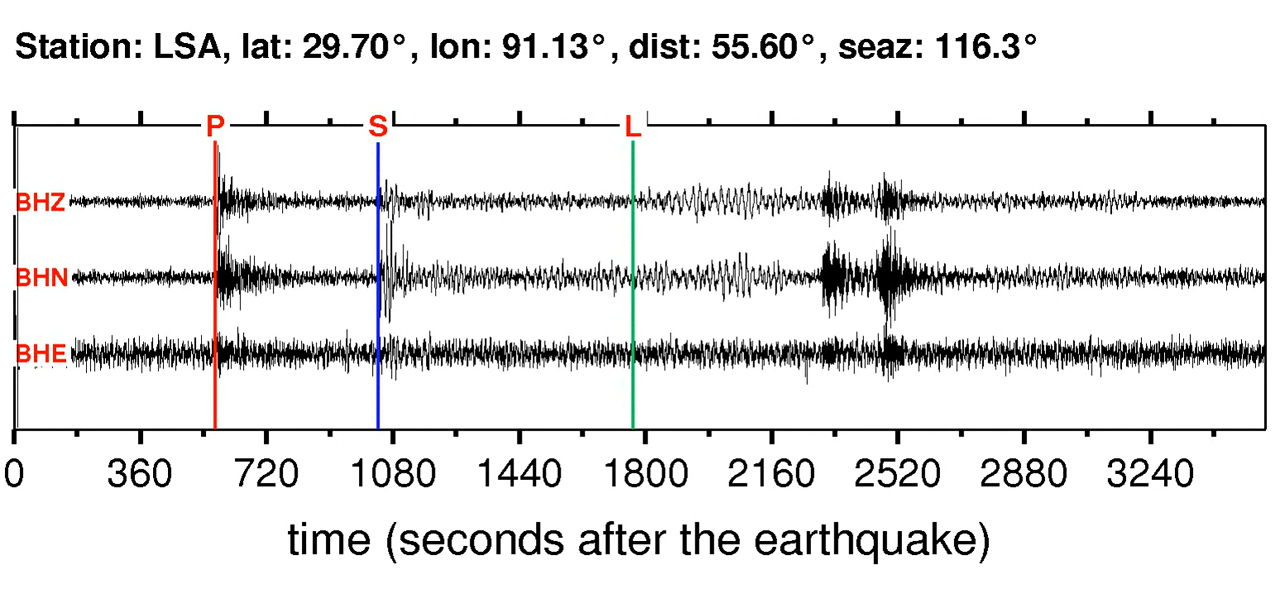 Station: LSA, lat: 29.70°, lon: 91.13°, dist: 55.60°, seaz: 116.3°
P S L
BHZ
BHN
BHE
0 360 720 1080 1440 1800 2160 2520 2880 3240
time (seconds after the earthquake)